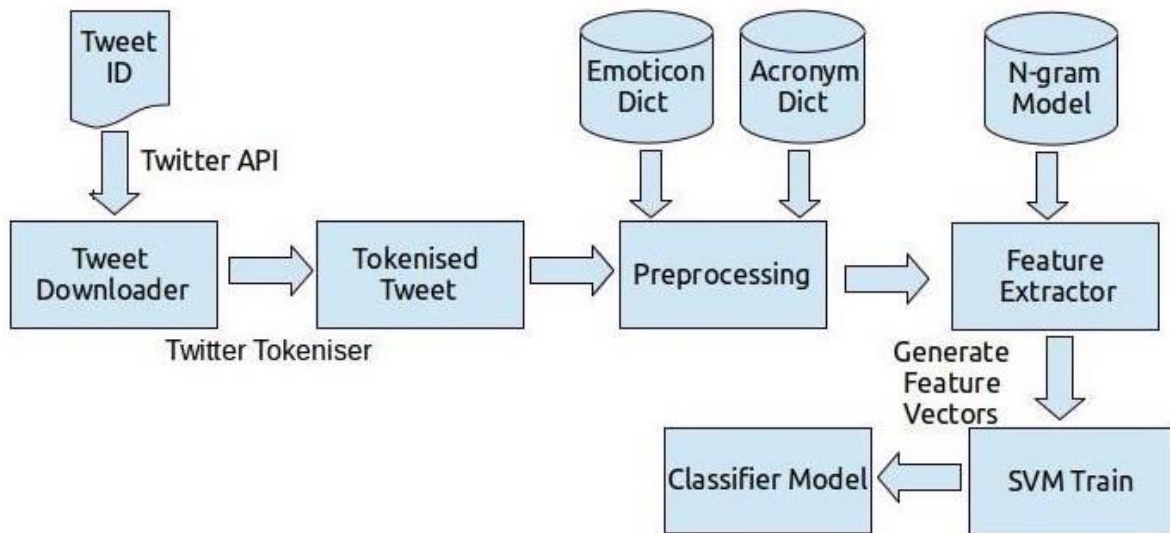 Tweet
ID
Emoticon
Dict
Acronym
Dict
N-gram
Model
Twitter API
Tweet
Downloader
Tokenised
Tweet
Preprocessing
Feature
Extractor
Twitter Tokeniser
Generate
Feature
Vectors
Classifier Model
SVM Train